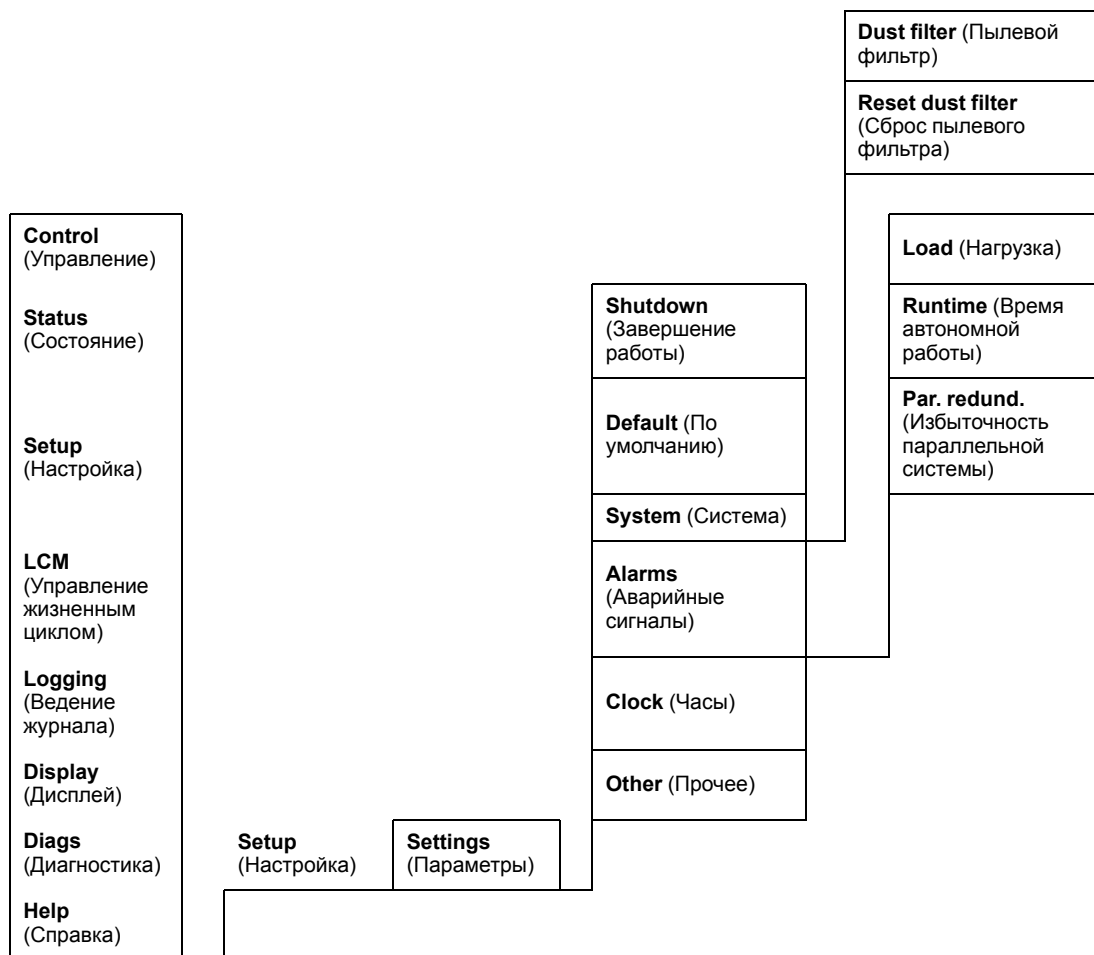 Dust filter (Пылевой
фильтр)
Reset dust filter
(Сброс пылевого
фильтра)
Control
(Управление)
Status
(Состояние)
Setup
(Настройка)
LCM
(Управление
жизненным
циклом)
Logging
(Ведение
журнала)
Display
(Дисплей)
Diags
(Диагностика)
Help
(Справка)
Setup
(Настройка)
Settings
(Параметры)
Shutdown
(Завершение
работы)
Default (По
умолчанию)
System (Система)
Alarms
(Аварийные
сигналы)
Clock (Часы)
Other (Прочее)
Load (Нагрузка)
Runtime (Время
автономной
работы)
Par. redund.
(Избыточность
параллельной
системы)